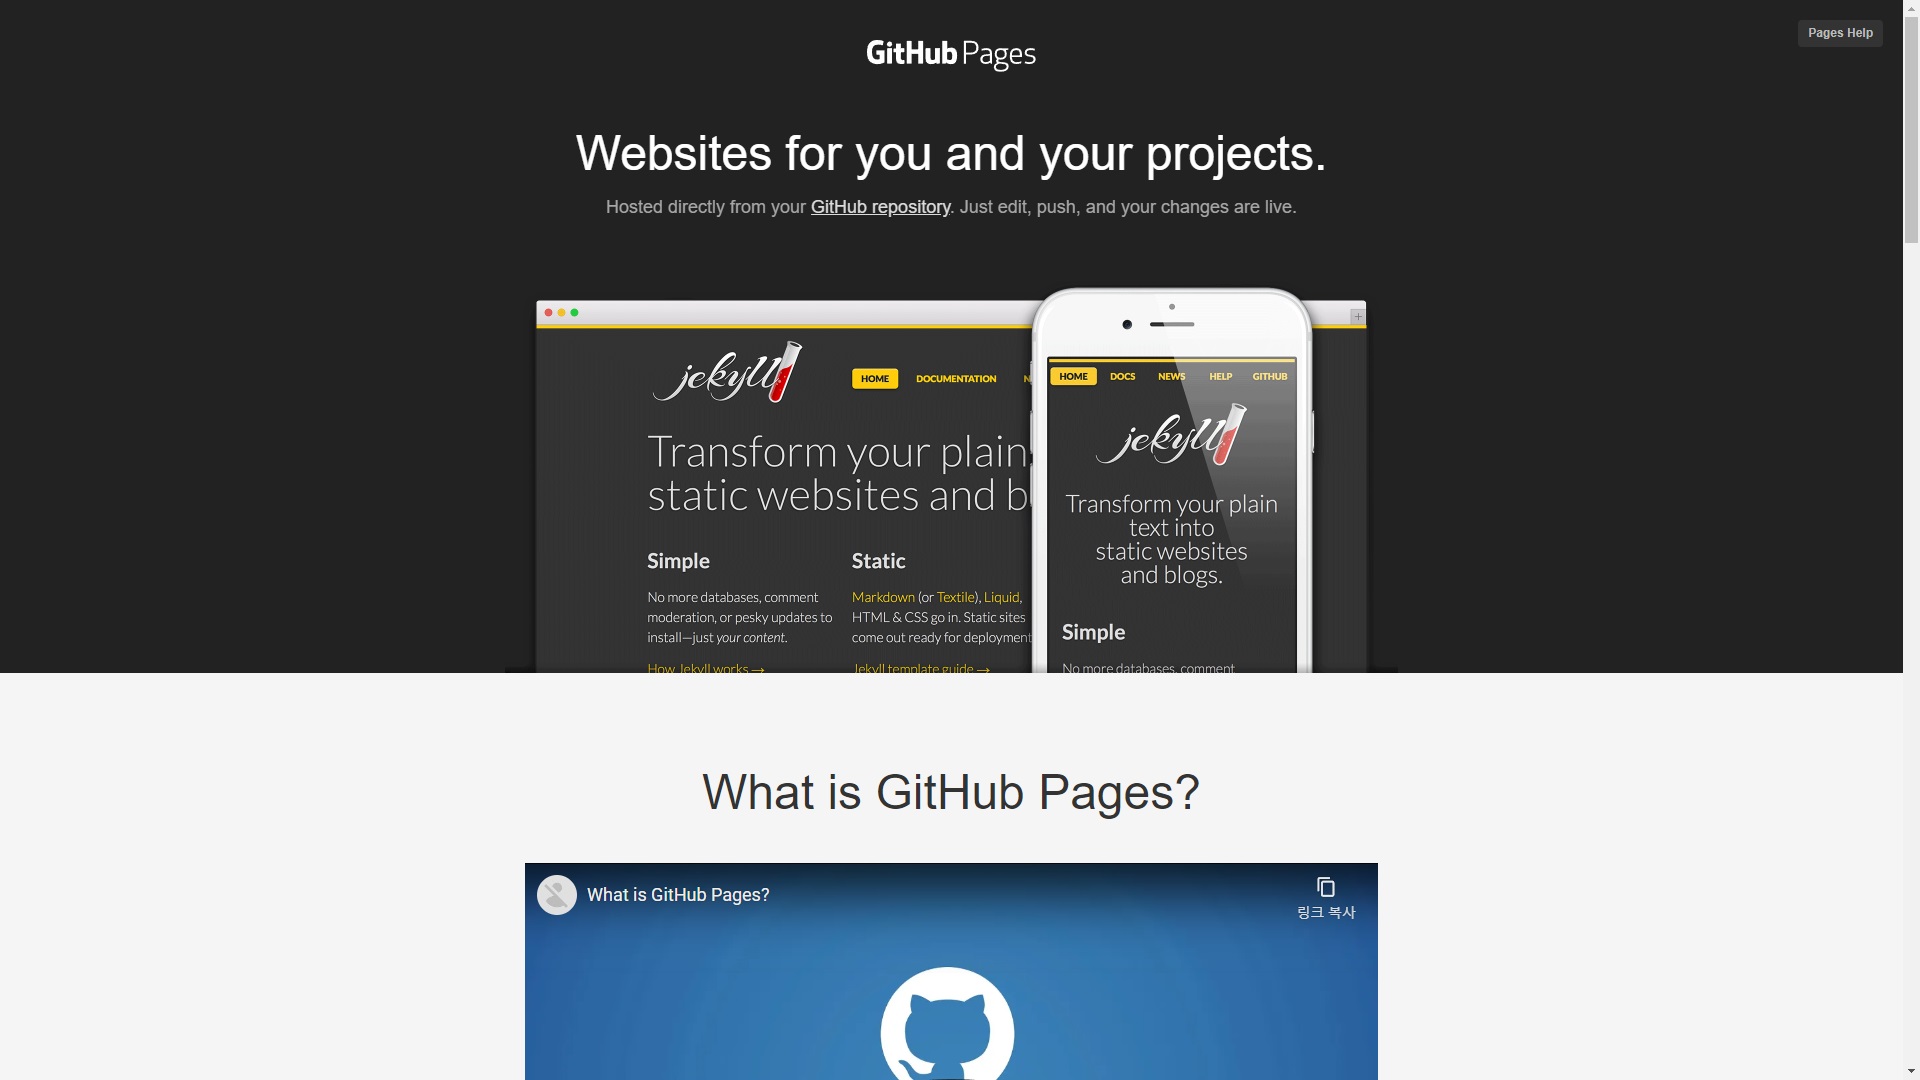 Pages Help
GitHub Pages
Websites for you and your projects.
Hosted directly from your GitHub repository. Just edit, push, and your changes are live.
jekyll
HOME
DOCUMENTATION
Transform your plain
static websites and b
Simple
No more databases, comment
moderation, or pesky updates to
install—just your content.
How Jekyll works →
Static
Markdown (or Textile), Liquid,
HTML & CSS go in. Static sites
come out ready for deployment
Jekyll template guide →
HOME
DOCS
NEWS
HELP
GITHUB
jekyll
Transform your plain
text into
static websites
and blogs.
Simple
No more databases, comment
What is GitHub Pages?
What is GitHub Pages?
링크 복사